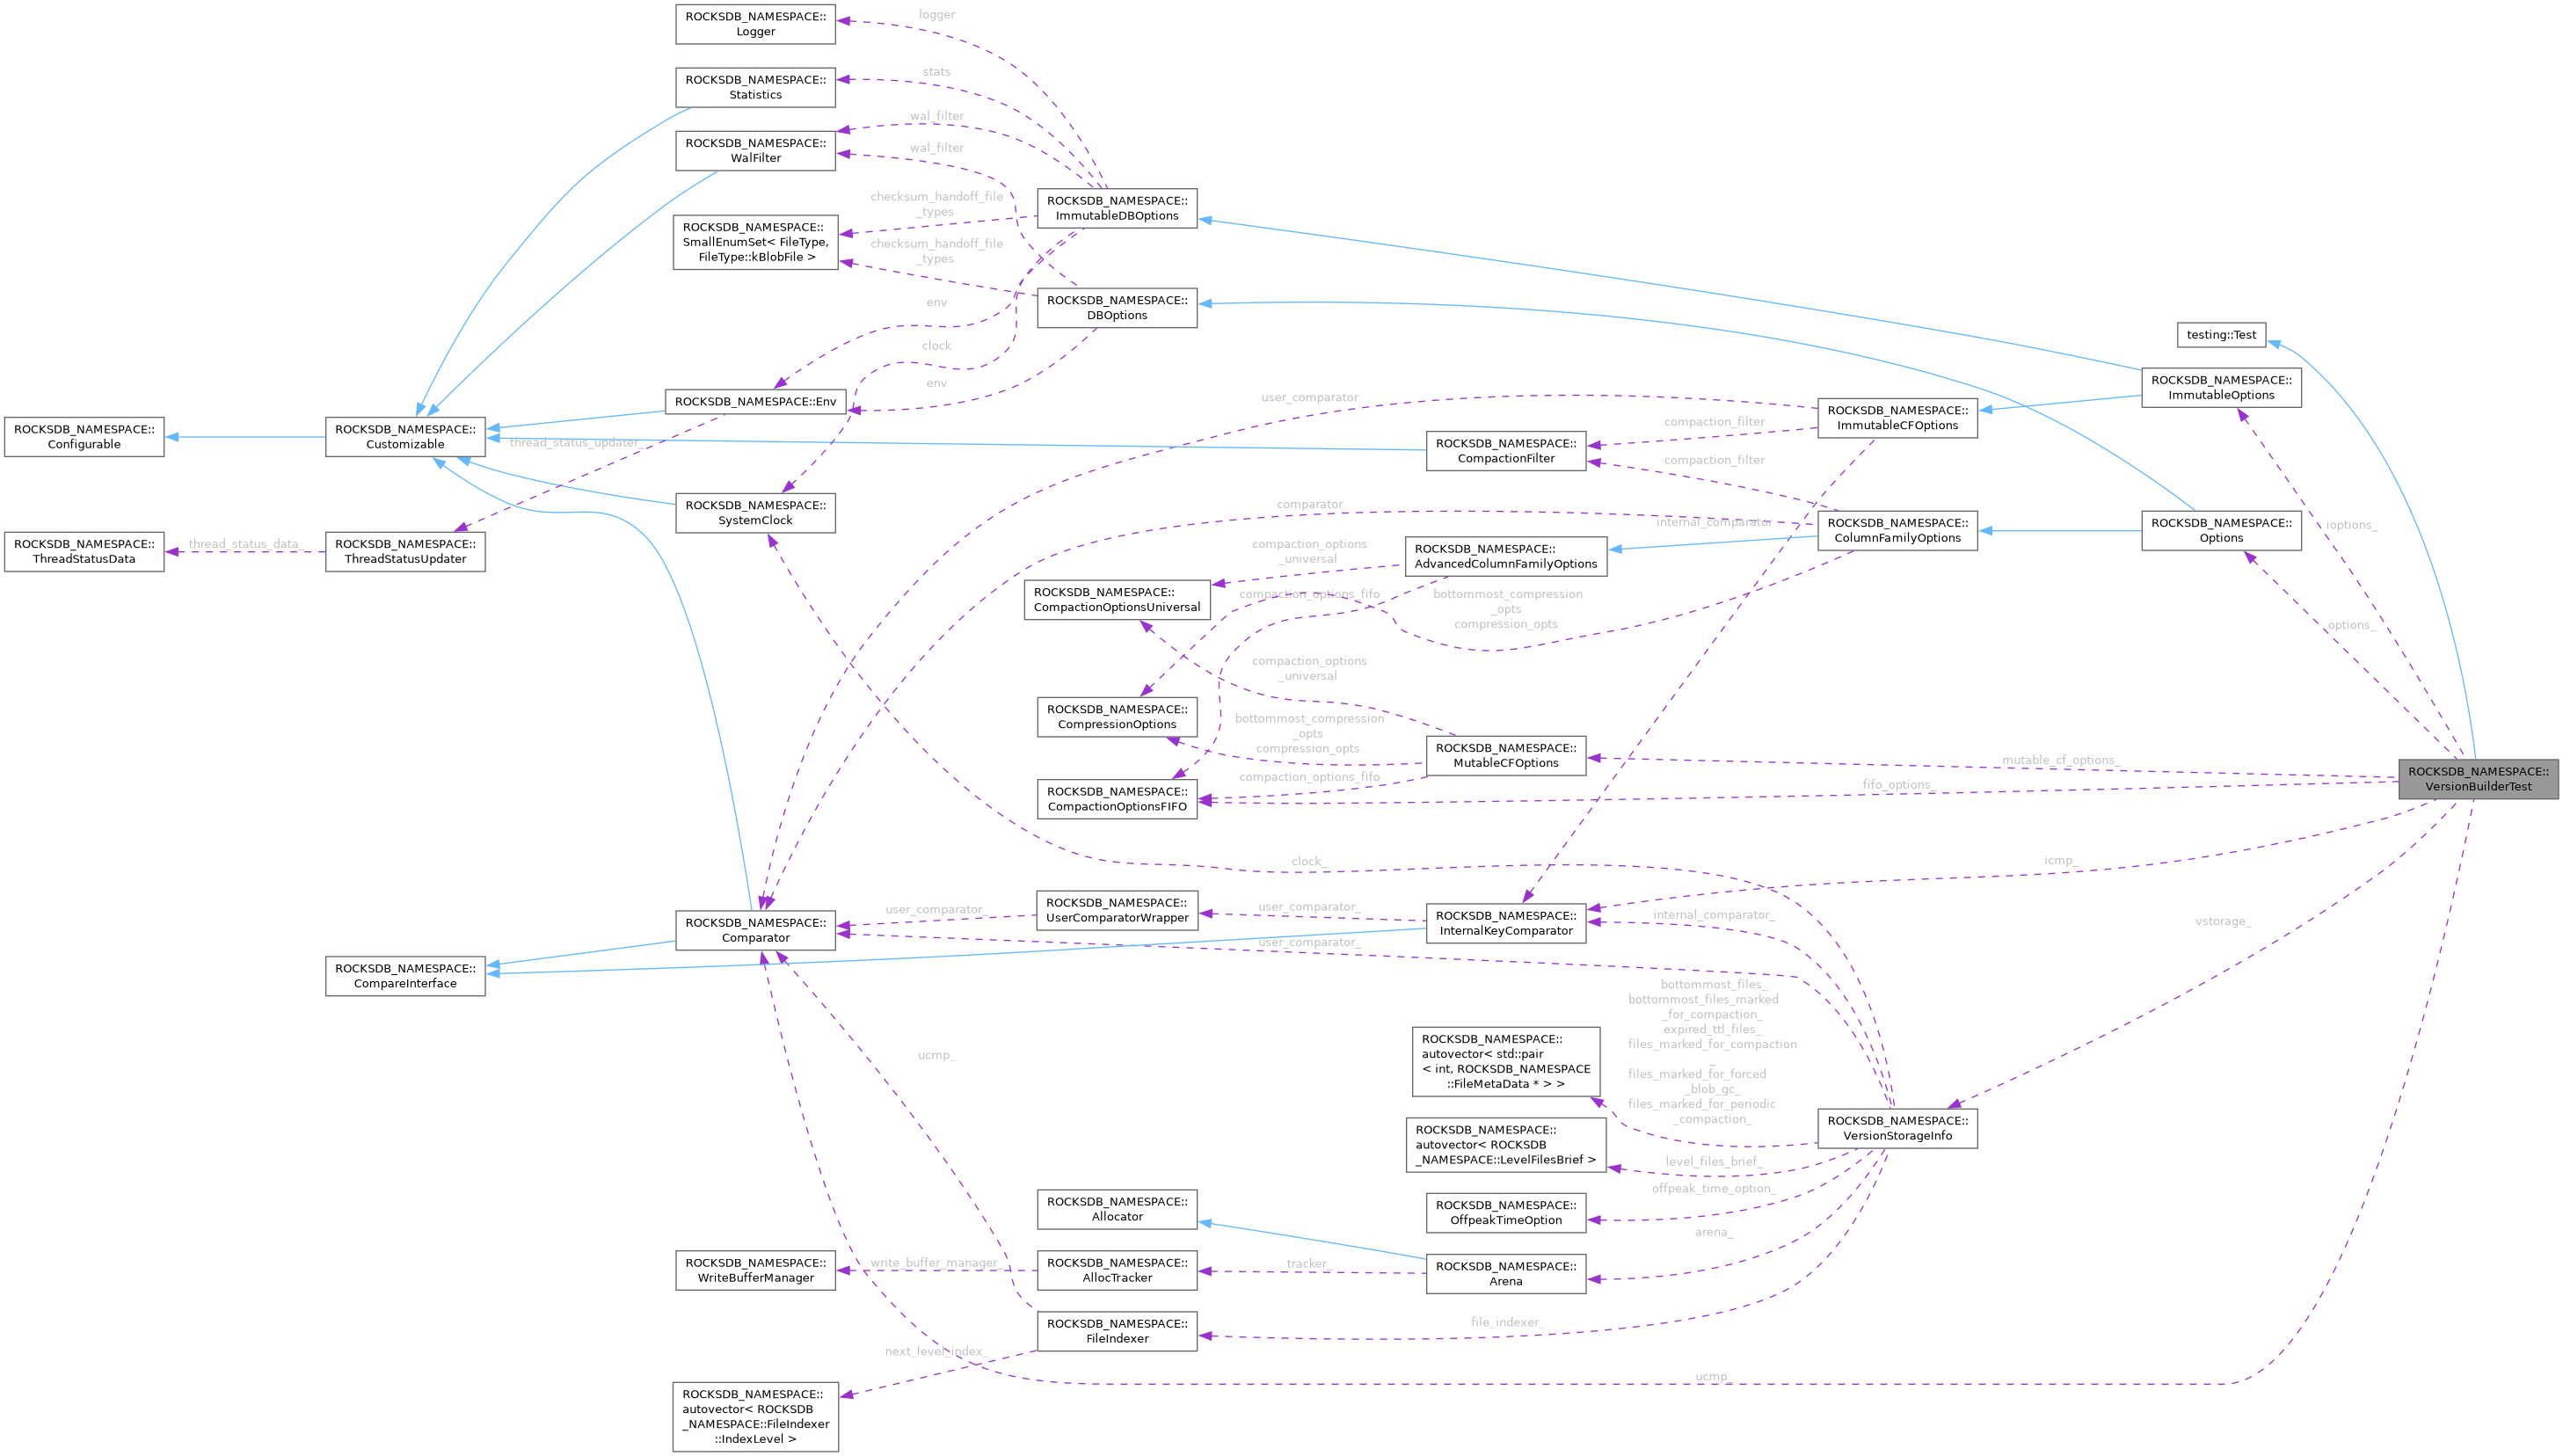 ROCKSDB_NAMESPACE::
Logger
logger
ROCKSDB_NAMESPACE::
Statistics
stats
ROCKSDB_NAMESPACE::
WalFilter
wal_filter
wal_filter
ROCKSDB_NAMESPACE::
SmallEnumSet< FileType,
FileType::kBlobFile >
checksum_handoff_file
_types
checksum_handoff_file
_types
ROCKSDB_NAMESPACE::
ImmutableDBOptions
ROCKSDB_NAMESPACE::
DBOptions
env
clock
env
testing::Test
ROCKSDB_NAMESPACE::
ImmutableOptions
ROCKSDB_NAMESPACE::Env
user_comparator
ROCKSDB_NAMESPACE::
ImmutableCFOptions
ROCKSDB_NAMESPACE::
Configurable
ROCKSDB_NAMESPACE::
Customizable
thread_status_updater_
ROCKSDB_NAMESPACE::
CompactionFilter
compaction_filter
compaction_filter
ROCKSDB_NAMESPACE::
SystemClock
comparator
internal_comparator
ROCKSDB_NAMESPACE::
ColumnFamilyOptions
ROCKSDB_NAMESPACE::
Options
ioptions_
ROCKSDB_NAMESPACE::
ThreadStatusData
thread_status_data_
ROCKSDB_NAMESPACE::
ThreadStatusUpdater
compaction_options
_universal
ROCKSDB_NAMESPACE::
AdvancedColumnFamilyOptions
ROCKSDB_NAMESPACE::
CompactionOptionsUniversal
compaction_options_fifo
bottommost_compression
_opts
compression_opts
options_
compaction_options
_universal
ROCKSDB_NAMESPACE::
CompressionOptions
bottommost_compression
_opts
compression_opts
ROCKSDB_NAMESPACE::
MutableCFOptions
mutable_cf_options_
ROCKSDB_NAMESPACE::
VersionBuilderTest
ROCKSDB_NAMESPACE::
CompactionOptionsFIFO
compaction_options_fifo
fifo_options_
clock_
icmp_
ROCKSDB_NAMESPACE::
Comparator
user_comparator_
ROCKSDB_NAMESPACE::
UserComparatorWrapper
user_comparator_
ROCKSDB_NAMESPACE::
InternalKeyComparator
internal_comparator_
vstorage_
user_comparator_
ROCKSDB_NAMESPACE::
CompareInterface
bottommost_files_
bottommost_files_marked
_for_compaction_
expired_ttl_files_
files_marked_for_compaction
_
files_marked_for_forced
_blob_gc_
files_marked_for_periodic
_compaction_
ROCKSDB_NAMESPACE::
autovector< std::pair
< int, ROCKSDB_NAMESPACE
::FileMetaData * > >
ucmp_
ROCKSDB_NAMESPACE::
VersionStorageInfo
ROCKSDB_NAMESPACE::
autovector< ROCKSDB
_NAMESPACE::LevelFilesBrief >
level_files_brief_
offpeak_time_option_
ROCKSDB_NAMESPACE::
Allocator
ROCKSDB_NAMESPACE::
OffpeakTimeOption
arena_
ROCKSDB_NAMESPACE::
WriteBufferManager
write_buffer_manager_
ROCKSDB_NAMESPACE::
AllocTracker
tracker_
ROCKSDB_NAMESPACE::
Arena
ROCKSDB_NAMESPACE::
FileIndexer
file_indexer_
next_level_index_
ucmp_
ROCKSDB_NAMESPACE::
autovector< ROCKSDB
_NAMESPACE::FileIndexer
::IndexLevel >